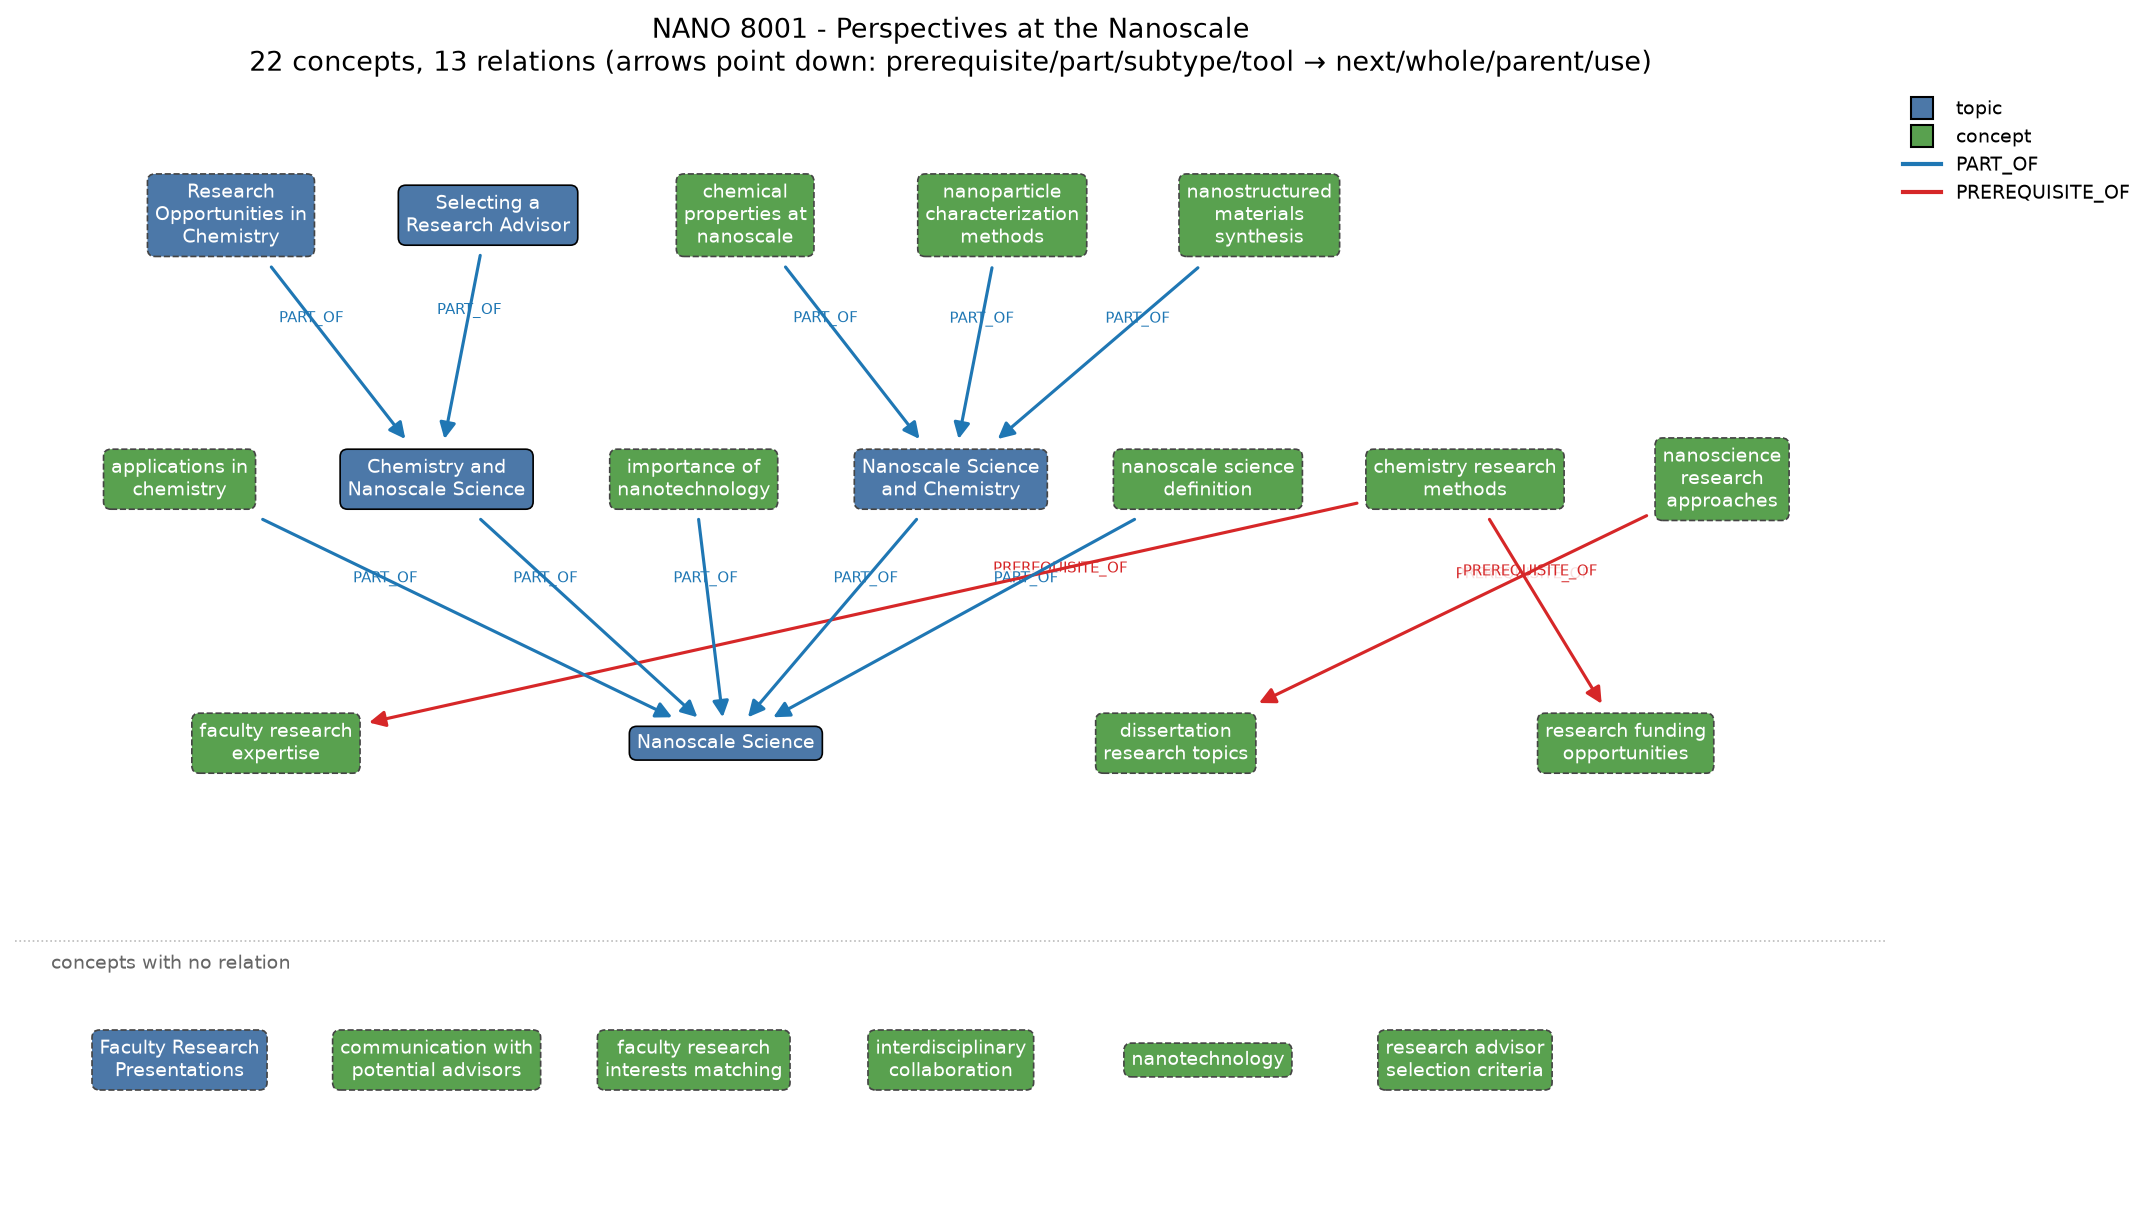 NANO 8001 - Perspectives at the Nanoscale
22 concepts, 13 relations (arrows point down: prerequisite/part/subtype/tool → next/whole/parent/use)
topic
concept
PART_OF
PREREQUISITE_OF
Research
Opportunities in
Chemistry
Selecting a
Research Advisor
chemical
properties at
nanoscale
nanoparticle
characterization
methods
nanostructured
materials
synthesis
PART_OF
PART_OF
PART_OF
PART_OF
PART_OF
applications in
chemistry
Chemistry and
Nanoscale Science
importance of
nanotechnology
Nanoscale Science
and Chemistry
nanoscale science
definition
chemistry research
methods
nanoscience
research
approaches
PART_OF
PART_OF
PART_OF
PART_OF
PREREQUISITE_OF
PART_OF
PREREQUISITE_OF
faculty research
expertise
Nanoscale Science
dissertation
research topics
research funding
opportunities
concepts with no relation
Faculty Research
Presentations
communication with
potential advisors
faculty research
interests matching
interdisciplinary
collaboration
nanotechnology
research advisor
selection criteria